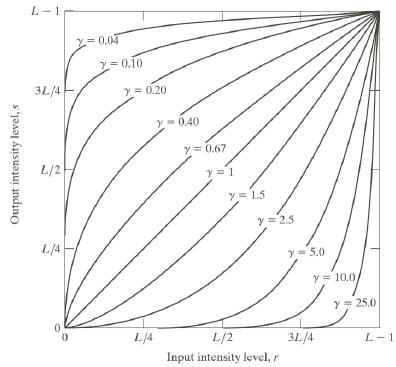 L − 1
γ = 0.04
γ = 0.10
3L/4
γ = 0.20
γ = 0.40
γ = 0.67
L/2
γ = 1
γ = 1.5
γ = 2.5
L/4
γ = 5.0
γ = 10.0
γ = 25.0
0
0
L/4
L/2
3L/4
L − 1
Output intensity level, s
Input intensity level, r